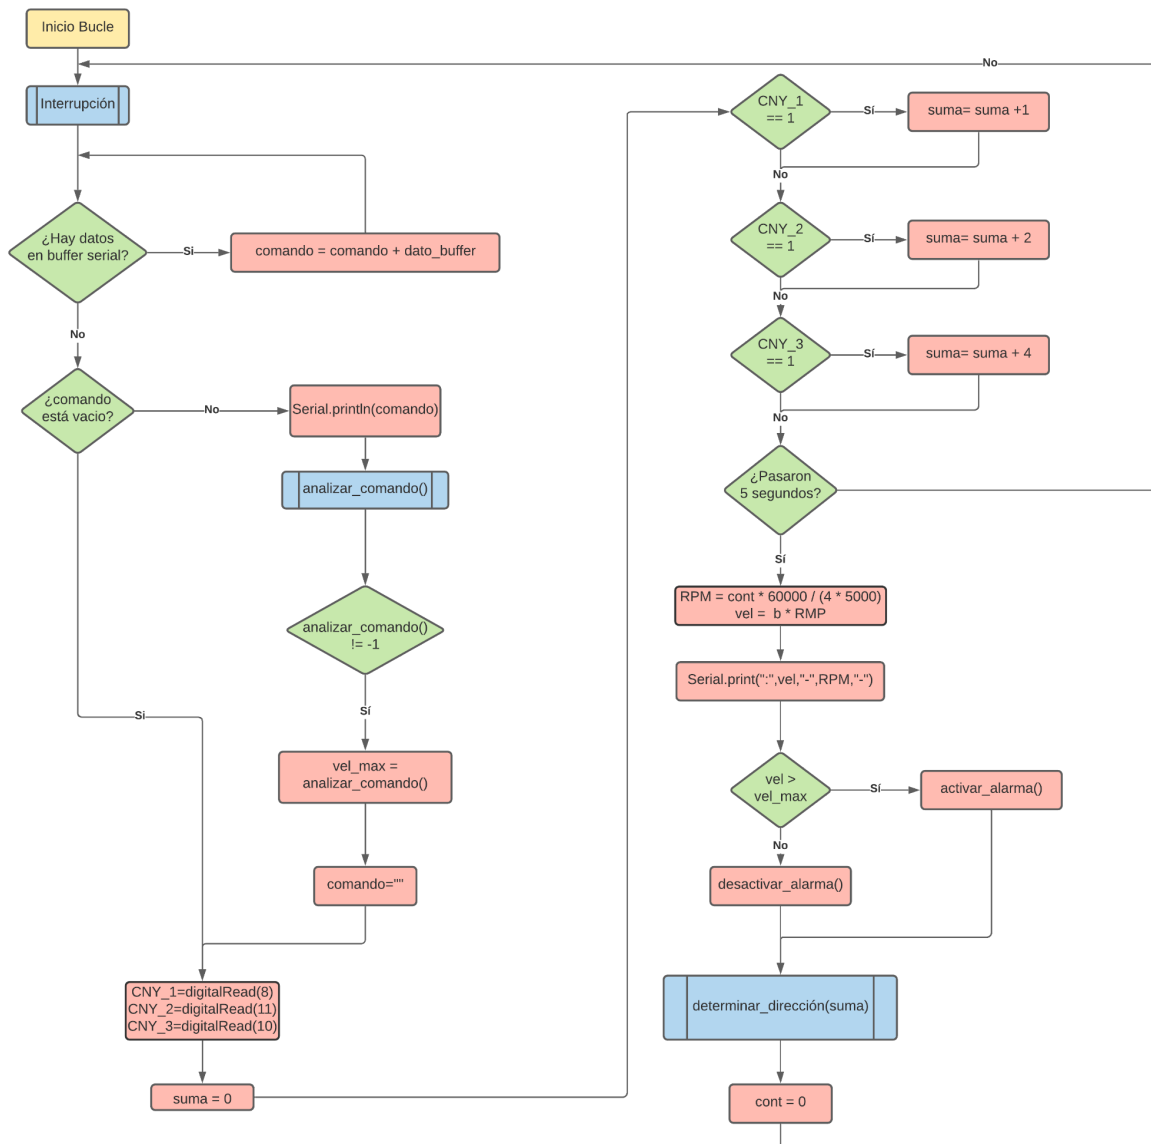 Inicio Bucle
Interrupción
¿Hay datos
en buffer serial?
Si
comando = comando + dato_buffer
No
¿comando
está vacio?
No
Serial.println(comando)
analizar_comando()
analizar_comando()
!= -1
Sí
vel_max =
analizar_comando()
comando=""
Si
CNY_1=digitalRead(8)
CNY_2=digitalRead(11)
CNY_3=digitalRead(10)
suma = 0
No
CNY_1
== 1
Sí
suma= suma +1
No
CNY_2
== 1
Sí
suma= suma + 2
No
CNY_3
== 1
Sí
suma= suma + 4
No
¿Pasaron
5 segundos?
Sí
RPM = cont * 60000 / (4 * 5000)
vel =  b * RMP
Serial.print(":",vel,"-",RPM,"-")
vel >
vel_max
Sí
activar_alarma()
No
desactivar_alarma()
determinar_dirección(suma)
cont = 0